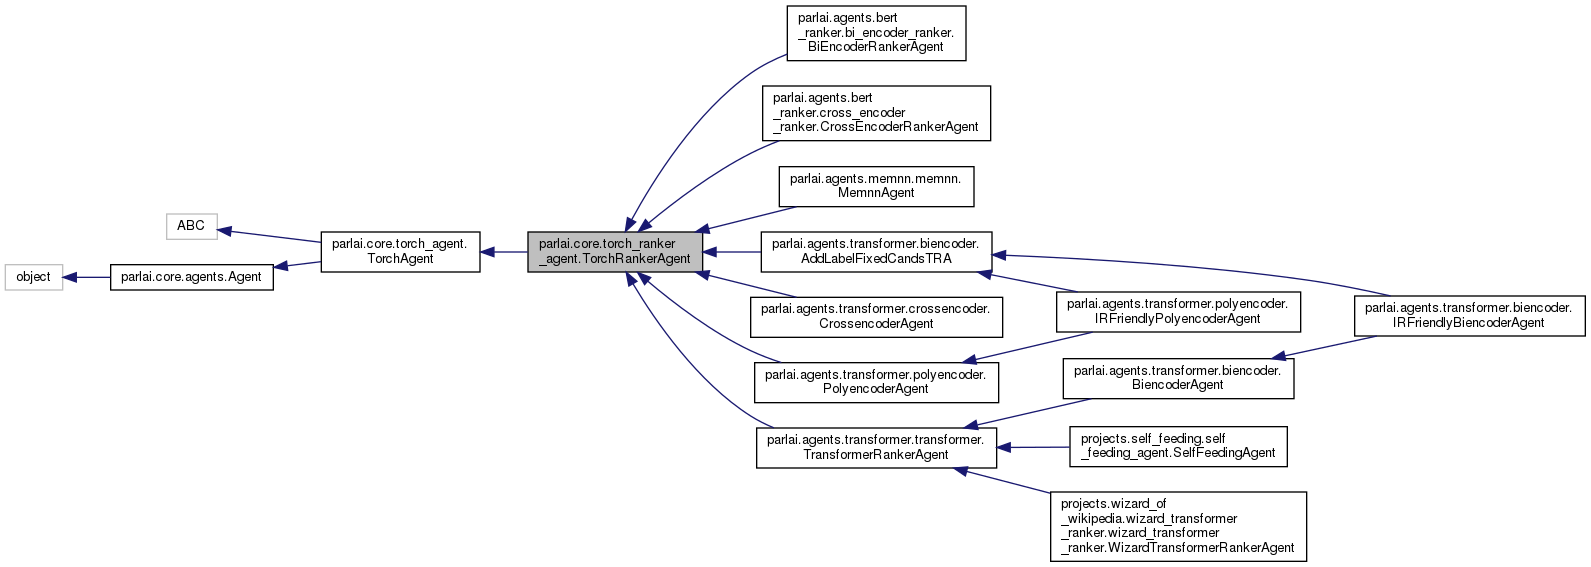 parlai.agents.bert
_ranker.bi_encoder_ranker.
BiEncoderRankerAgent
parlai.agents.bert
_ranker.cross_encoder
_ranker.CrossEncoderRankerAgent
parlai.agents.memnn.memnn.
MemnnAgent
ABC
parlai.core.torch_agent.
TorchAgent
parlai.core.torch_ranker
_agent.TorchRankerAgent
parlai.agents.transformer.biencoder.
AddLabelFixedCandsTRA
object
parlai.core.agents.Agent
parlai.agents.transformer.crossencoder.
CrossencoderAgent
parlai.agents.transformer.polyencoder.
IRFriendlyPolyencoderAgent
parlai.agents.transformer.biencoder.
IRFriendlyBiencoderAgent
parlai.agents.transformer.polyencoder.
PolyencoderAgent
parlai.agents.transformer.biencoder.
BiencoderAgent
parlai.agents.transformer.transformer.
TransformerRankerAgent
projects.self_feeding.self
_feeding_agent.SelfFeedingAgent
projects.wizard_of
_wikipedia.wizard_transformer
_ranker.wizard_transformer
_ranker.WizardTransformerRankerAgent